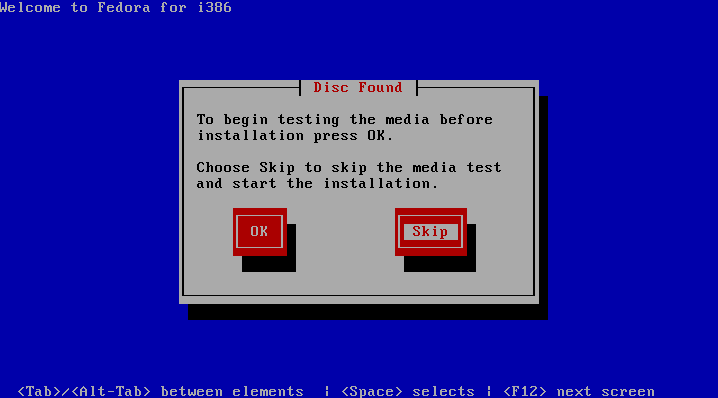 Welcome to Fedora for i386
Disc Found
To begin testing the media before
installation press OK.
Choose Skip to skip the media test
and start the installation.
OK Skip
<Tab>/<Alt-Tab> between elements | <Space> selects | <F12> next screen